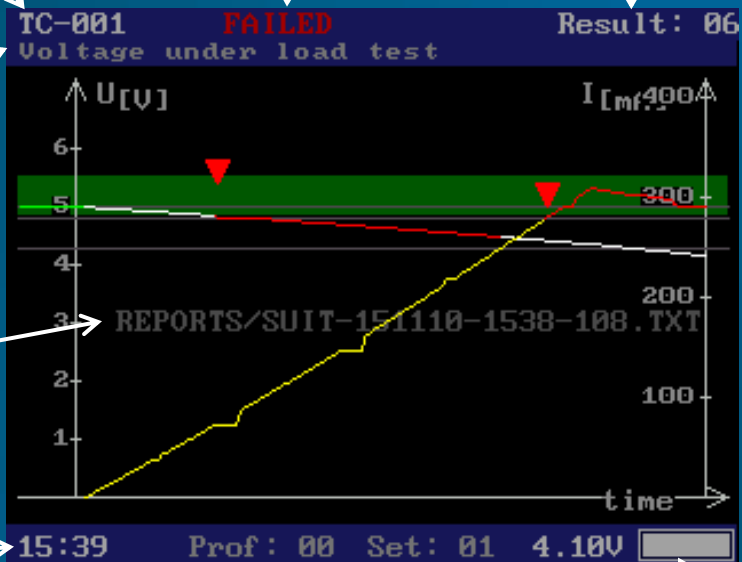 TC-001 FAILED Result: 06
Voltage under load test
U[V] I 400
6
5 300
4
200
3 REPORTS/SUIT-151110-1538-108.TXT
2
100
1
time
15:39 Prof: 00 Set: 01 4.10V